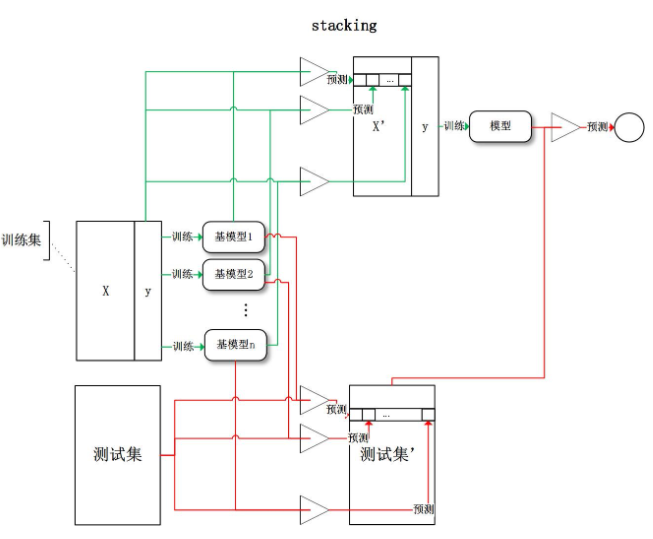 stacking
预测
...
预测
X'
y
训练
模型
预测
训练集
X
y
训练
基模型1
训练
基模型2
...
训练
基模型n
测试集
预测
...
预测
测试集'
预测